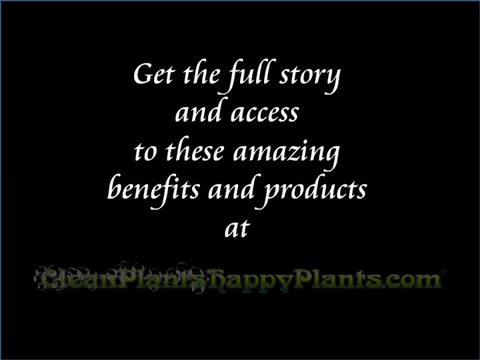 Get the full story
and access
to these amazing
benefits and products
at
CleanPlantsHappyPlants.com